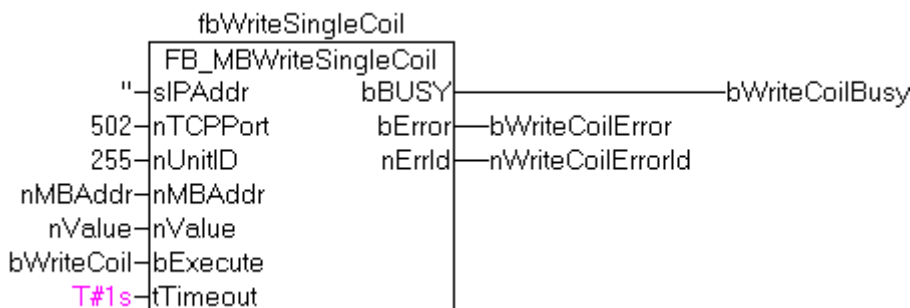 fbWriteSingleCoil
FB_MBWriteSingleCoil
'' sIPAddr bBUSY bWriteCoilBusy
502 nTCPPort bError bWriteCoilError
255 nUnitID nErrId nWriteCoilErrorId
nMBAddr nMBAddr
nValue nValue
bWriteCoil bExecute
T#1s tTimeout